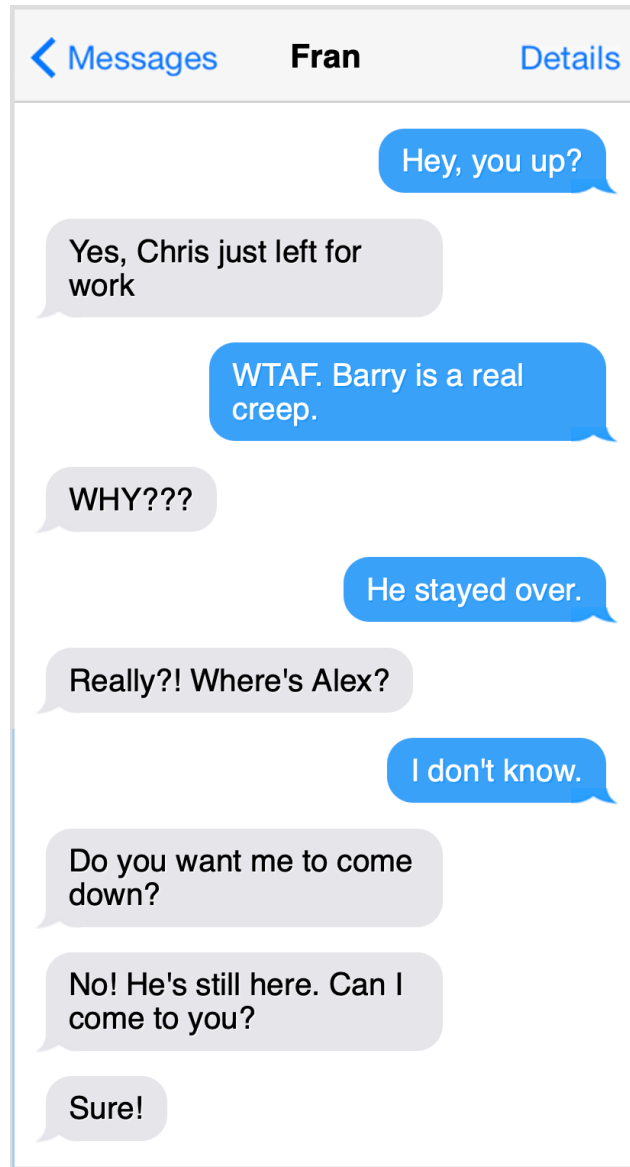 Messages Fran Details
Hey, you up?
Yes, Chris just left for
work
WTAF. Barry is a real
creep.
WHY???
He stayed over.
Really?! Where's Alex?
I don't know.
Do you want me to come
down?
No! He's still here. Can I
come to you?
Sure!